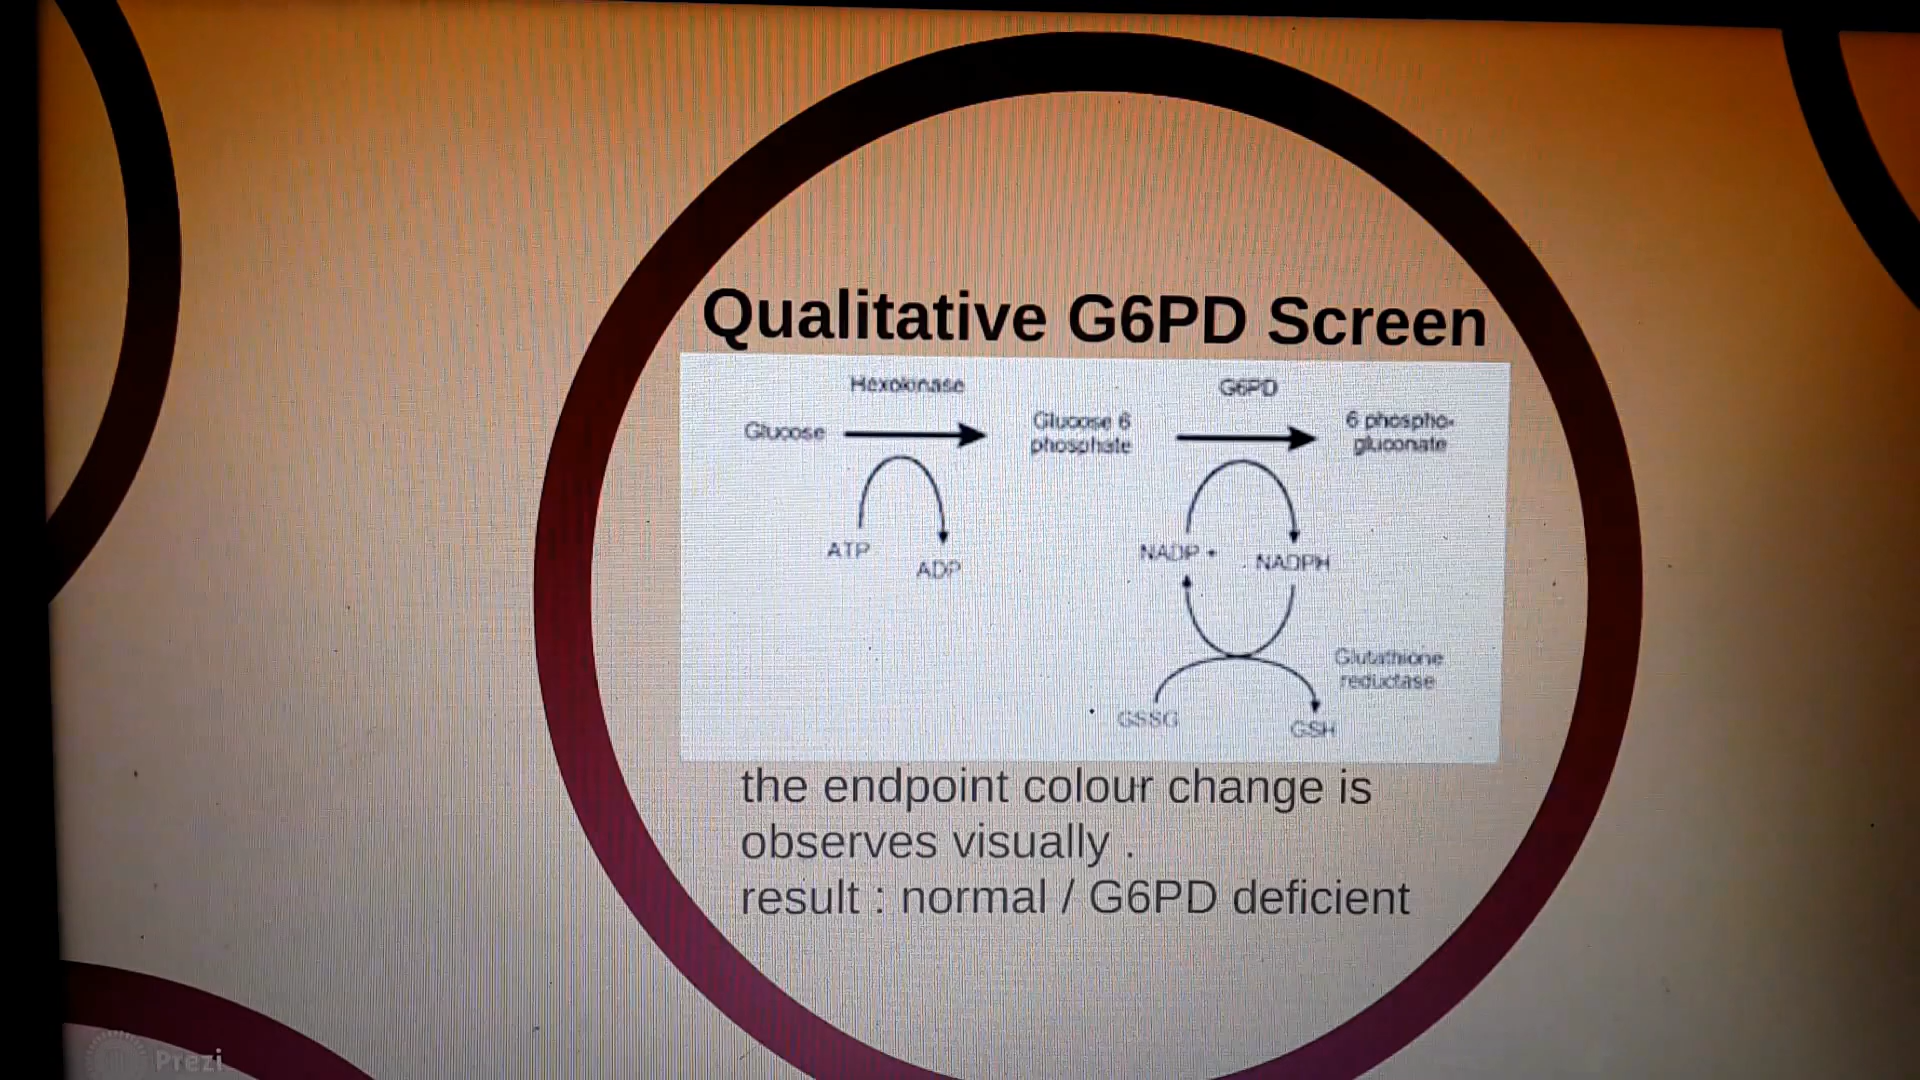 Qualitative G6PD Screen
Hexokinase
G6PD
Glucose
Glucose 6
phosphate
6 phospho-
gluconate
ATP
ADP
NADP +
NADPH
Glutathione
reductase
GSSG
GSH
the endpoint colour change is
observes visually .
result : normal / G6PD deficient
Prezi